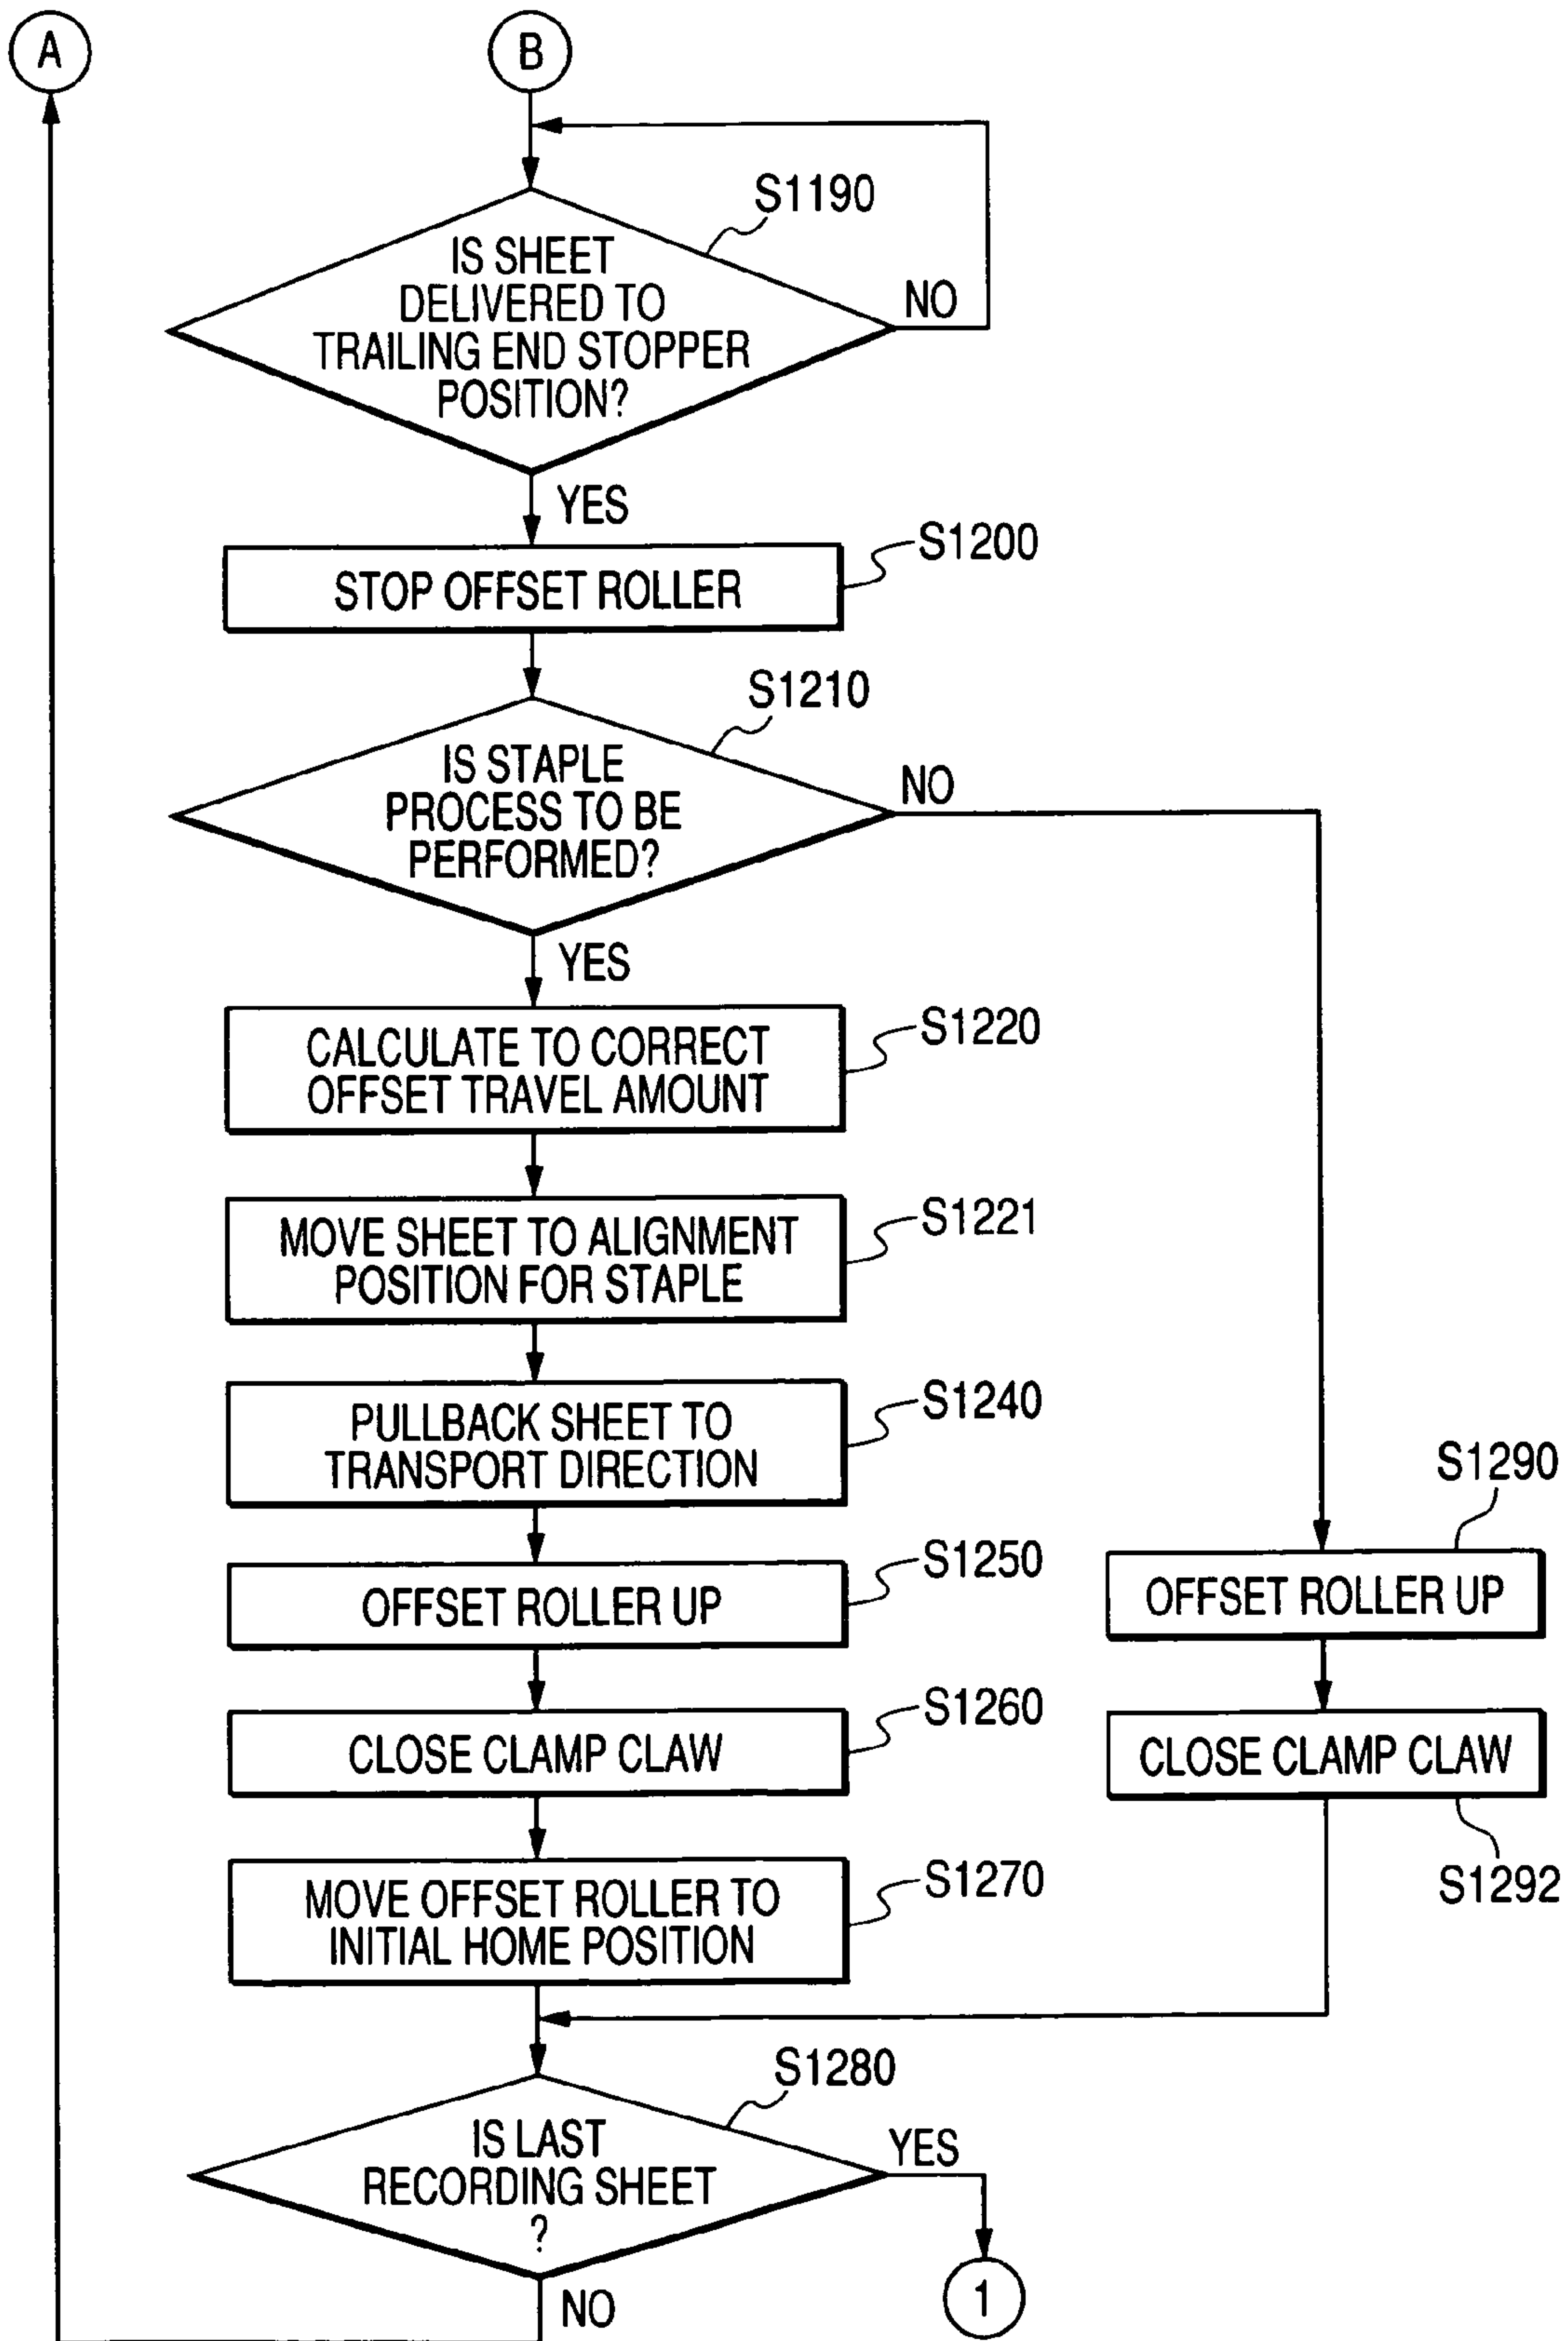 A
B
S1190
IS SHEET
DELIVERED TO
TRAILING END STOPPER
POSITION?
NO
YES
S1200
STOP OFFSET ROLLER
S1210
IS STAPLE
PROCESS TO BE
PERFORMED?
NO
YES
S1220
CALCULATE TO CORRECT
OFFSET TRAVEL AMOUNT
S1221
MOVE SHEET TO ALIGNMENT
POSITION FOR STAPLE
S1240
PULLBACK SHEET TO
TRANSPORT DIRECTION
S1250
OFFSET ROLLER UP
S1260
CLOSE CLAMP CLAW
S1270
MOVE OFFSET ROLLER TO
INITIAL HOME POSITION
S1290
OFFSET ROLLER UP
CLOSE CLAMP CLAW
S1292
S1280
IS LAST
RECORDING SHEET
?
YES
1
NO